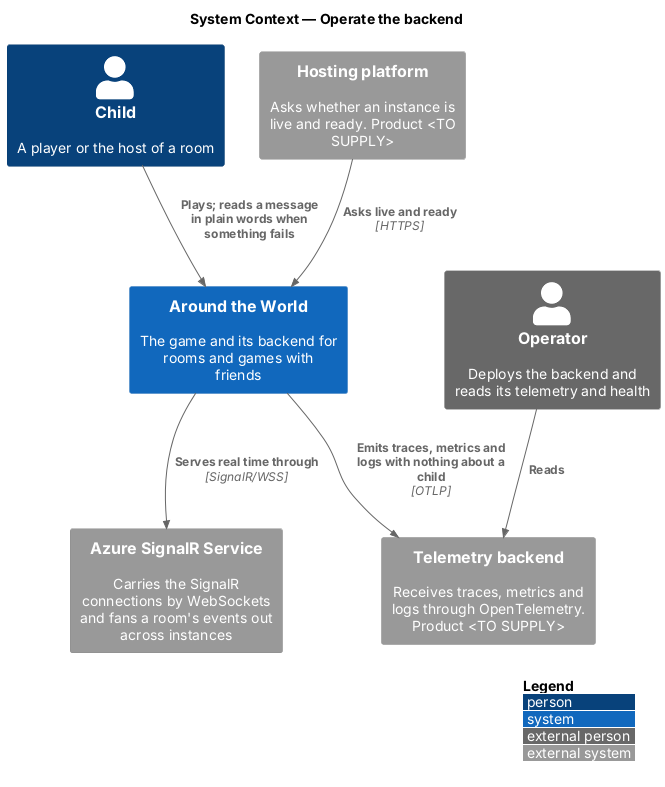 System Context — Operate the backend
Child
A player or the host of a room
Hosting platform
Asks whether an instance is
live and ready. Product <TO
SUPPLY>
Plays; reads a message
in plain words when
something fails
Asks live and ready
[HTTPS]
Around the World
The game and its backend for
rooms and games with
friends
Operator
Deploys the backend and
reads its telemetry and health
Serves real time through
[SignalR/WSS]
Emits traces, metrics and
logs with nothing about a
child
[OTLP]
Reads
Azure SignalR Service
Carries the SignalR
connections by WebSockets
and fans a room's events out
across instances
Telemetry backend
Receives traces, metrics and
logs through OpenTelemetry.
Product <TO SUPPLY>
Legend
person
system
external person
external system